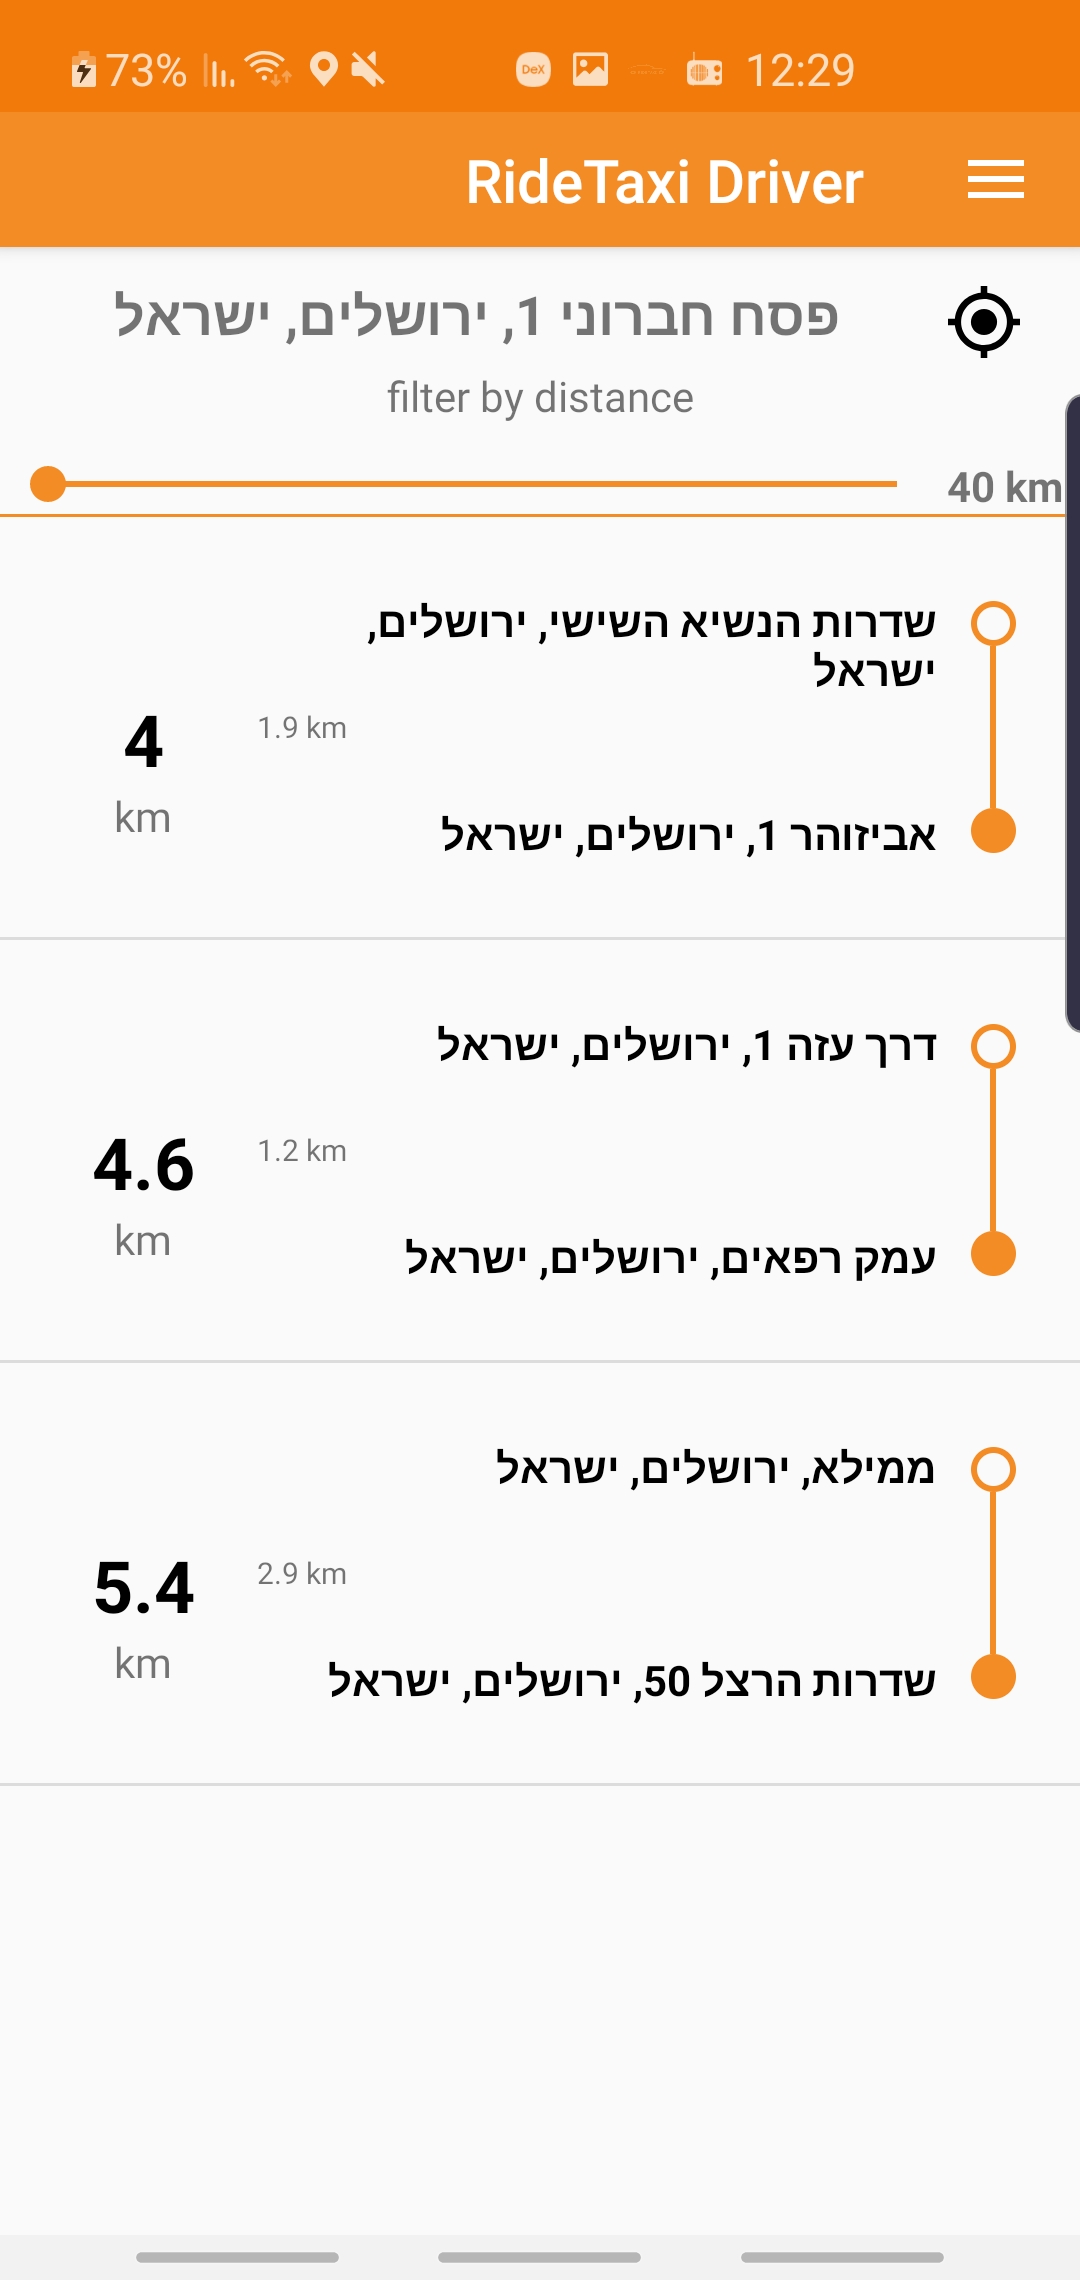 73%
DeX
12:29
RideTaxi Driver
פסח חברוני 1, ירושלים, ישראל
filter by distance
40 km
שדרות הנשיא השישי, ירושלים,
ישראל
1.9 km
4
km
אביזוהר 1, ירושלים, ישראל
דרך עזה 1, ירושלים, ישראל
1.2 km
4.6
km
עמק רפאים, ירושלים, ישראל
ממילא, ירושלים, ישראל
2.9 km
5.4
km
שדרות הרצל 50, ירושלים, ישראל